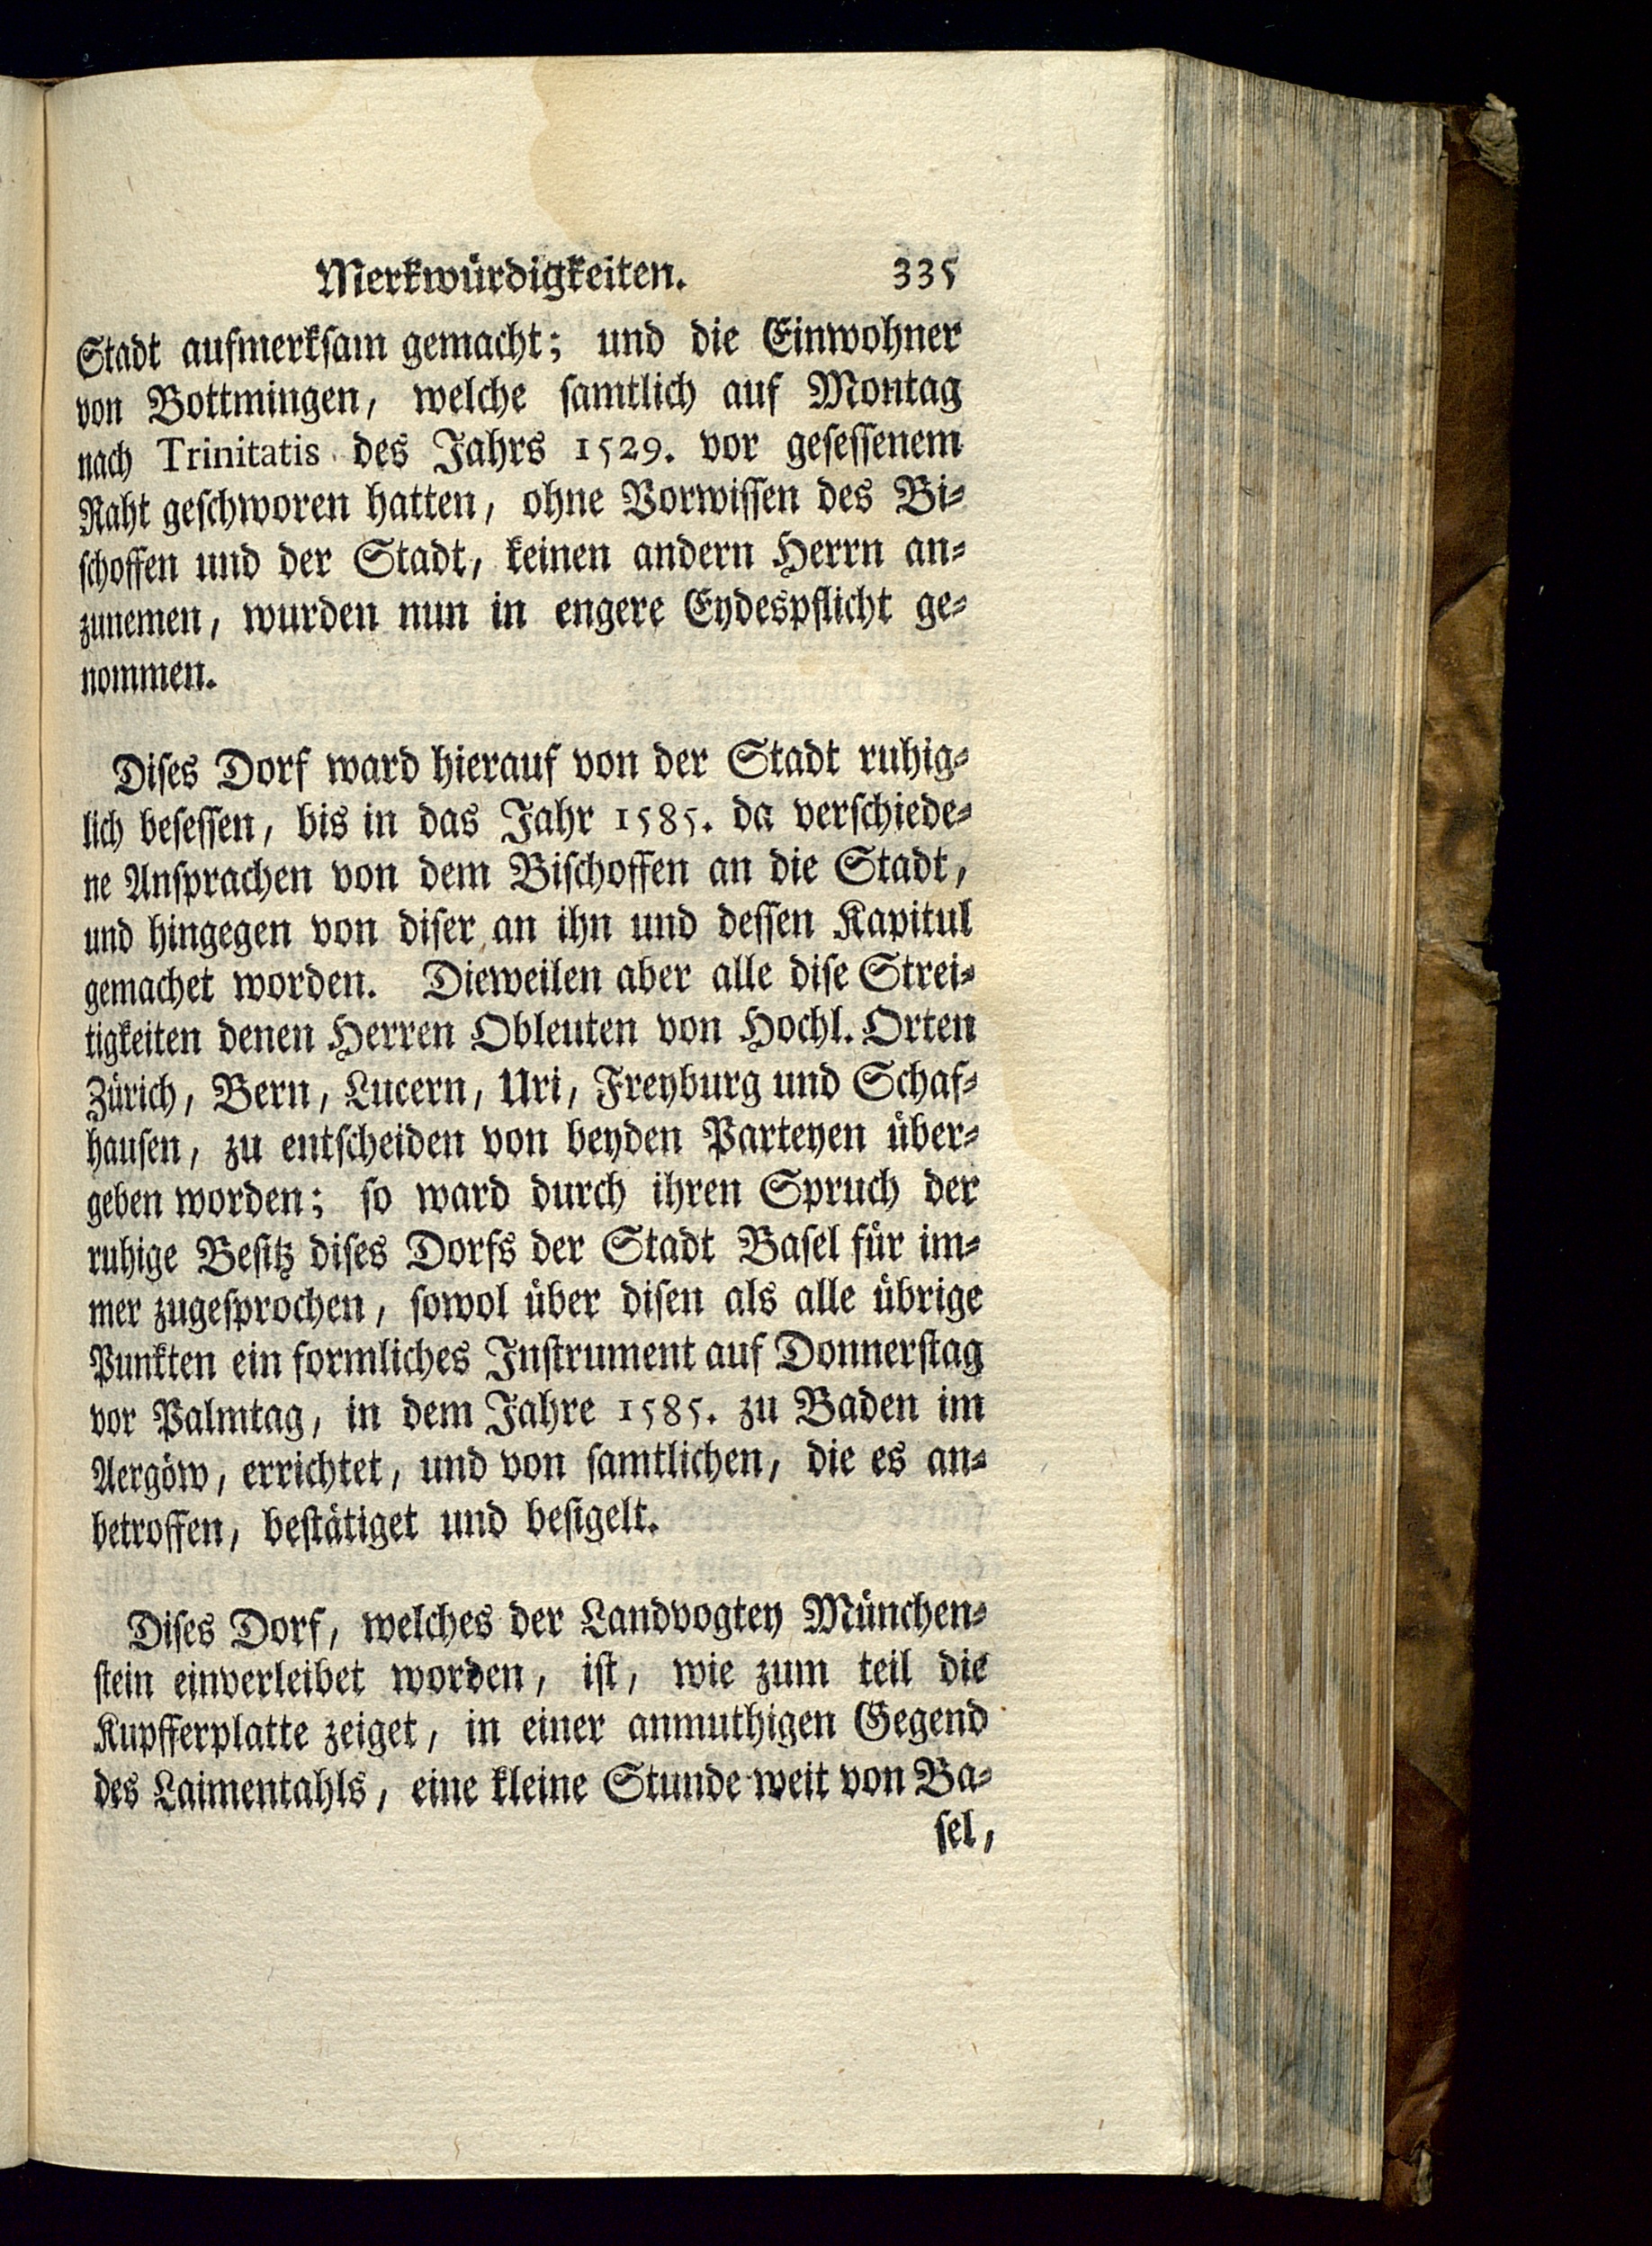 Merkwürdigkeiten. 335
Stadt aufmerkſam gemacht; und die Einwohner
von Bottmingen, welche ſamtlich auf Montag
nach Trinitatis des Jahrs 1529. vor geſeſſenem
Raht geſchworen hatten, ohne Vorwiſſen des Bi⸗
ſchoffen und der Stadt, keinen andern Herrn an⸗
zunemen, wurden nun in engere Eydespflicht ge⸗
nommen.
Diſes Dorf ward hierauf von der Stadt ruhig⸗
lich beſeſſen, bis in das Jahr 1585. da verſchiede⸗
ne Anſprachen von dem Biſchoffen an die Stadt,
und hingegen von diſer an ihn und deſſen Kapitul
gemachet worden. Dieweilen aber alle diſe Strei⸗
tigkeiten denen Herren Obleuten von Hochl. Orten
Zürich, Bern, Lucern, Uri, Freyburg und Schaf⸗
hauſen, zu entſcheiden von beyden Parteyen über⸗
geben worden; ſo ward durch ihren Spruch der
ruhige Beſitz diſes Dorfs der Stadt Baſel für im⸗
mer zugeſprochen, ſowol über diſen als alle übrige
Punkten ein formliches Inſtrument auf Donnerſtag
vor Palmtag, in dem Jahre 1585. zu Baden im
Aergöw, errichtet, und von ſamtlichen, die es an⸗
betroffen, beſtätiget und beſigelt.
Diſes Dorf, welches der Landvogtey München⸗
ſtein einverleibet worden, iſt, wie zum teil die
Kupfferplatte zeiget, in einer anmuthigen Gegend
des Laimentahls, eine kleine Stunde weit von Ba⸗
ſel,